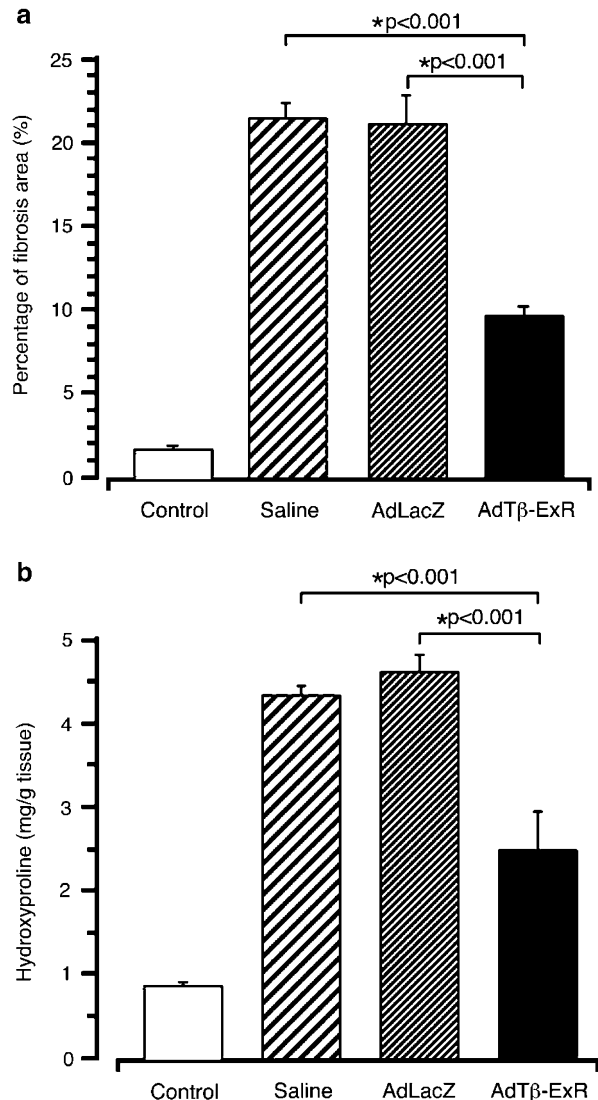 a
*p<0.001
*p<0.001
Percentage of fibrosis area (%)
25
20
15
10
5
0
Control Saline AdLacZ AdTβ-ExR
b
*p<0.001
*p<0.001
Hydroxyproline (mg/g tissue)
5
4
3
2
1
0
Control Saline AdLacZ AdTβ-ExR